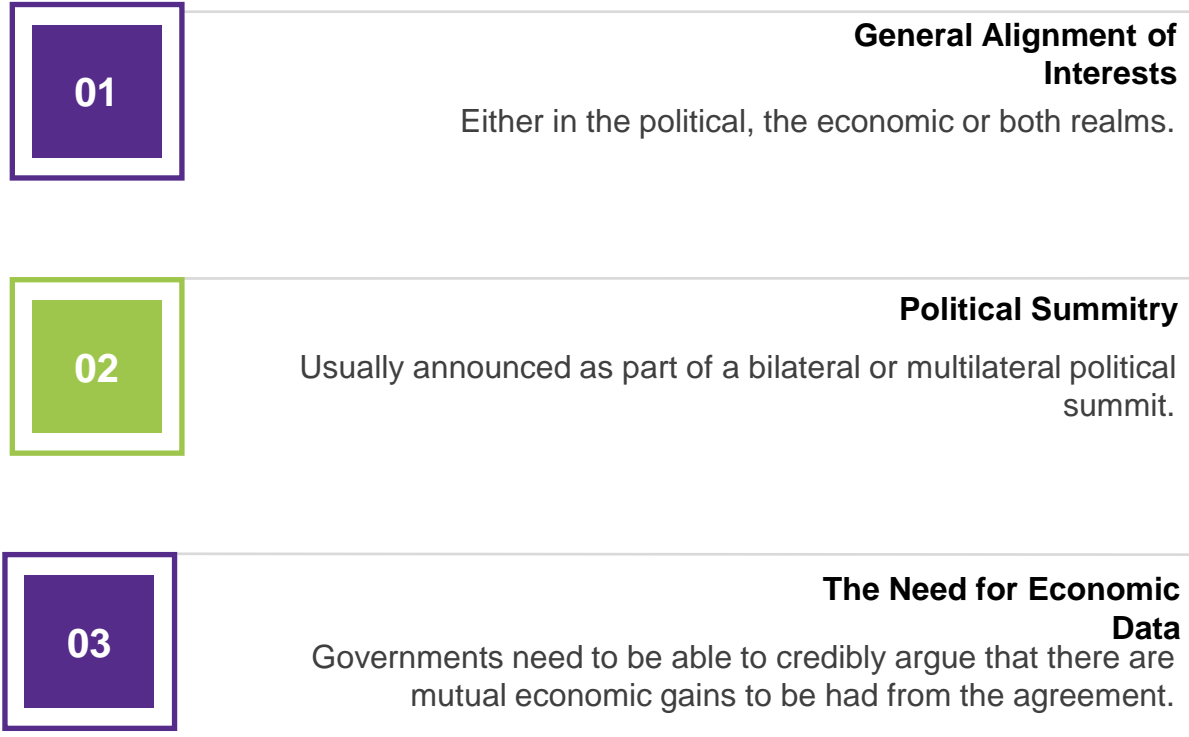 01
General Alignment of
Interests
Either in the political, the economic or both realms.
02
Political Summitry
Usually announced as part of a bilateral or multilateral political
summit.
03
The Need for Economic
Data
Governments need to be able to credibly argue that there are
mutual economic gains to be had from the agreement.